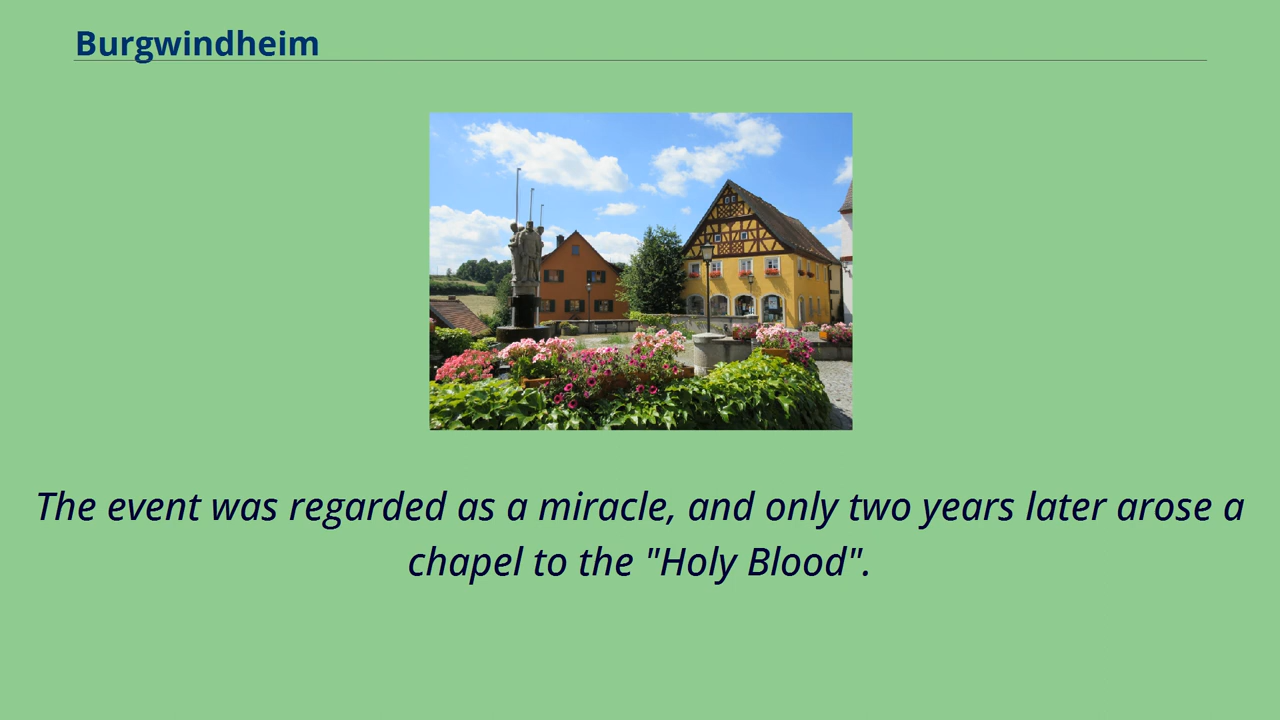 Burgwindheim
The event was regarded as a miracle, and only two years later arose a
chapel to the "Holy Blood".